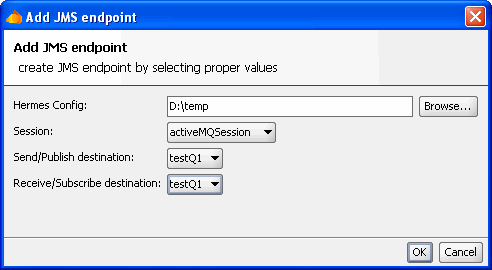 Add JMS endpoint
Add JMS endpoint
create JMS endpoint by selecting proper values
Hermes Config: D:\temp Browse...
Session: activeMQSession
Send/Publish destination: testQ1
Receive/Subscribe destination: testQ1
OK Cancel